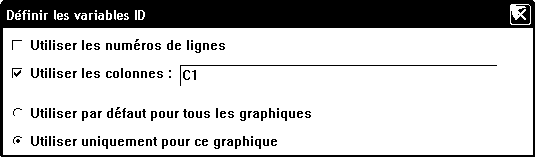 Définir les variables ID
Utiliser les numéros de lignes
Utiliser les colonnes : C1
Utiliser par défaut pour tous les graphiques
Utiliser uniquement pour ce graphique